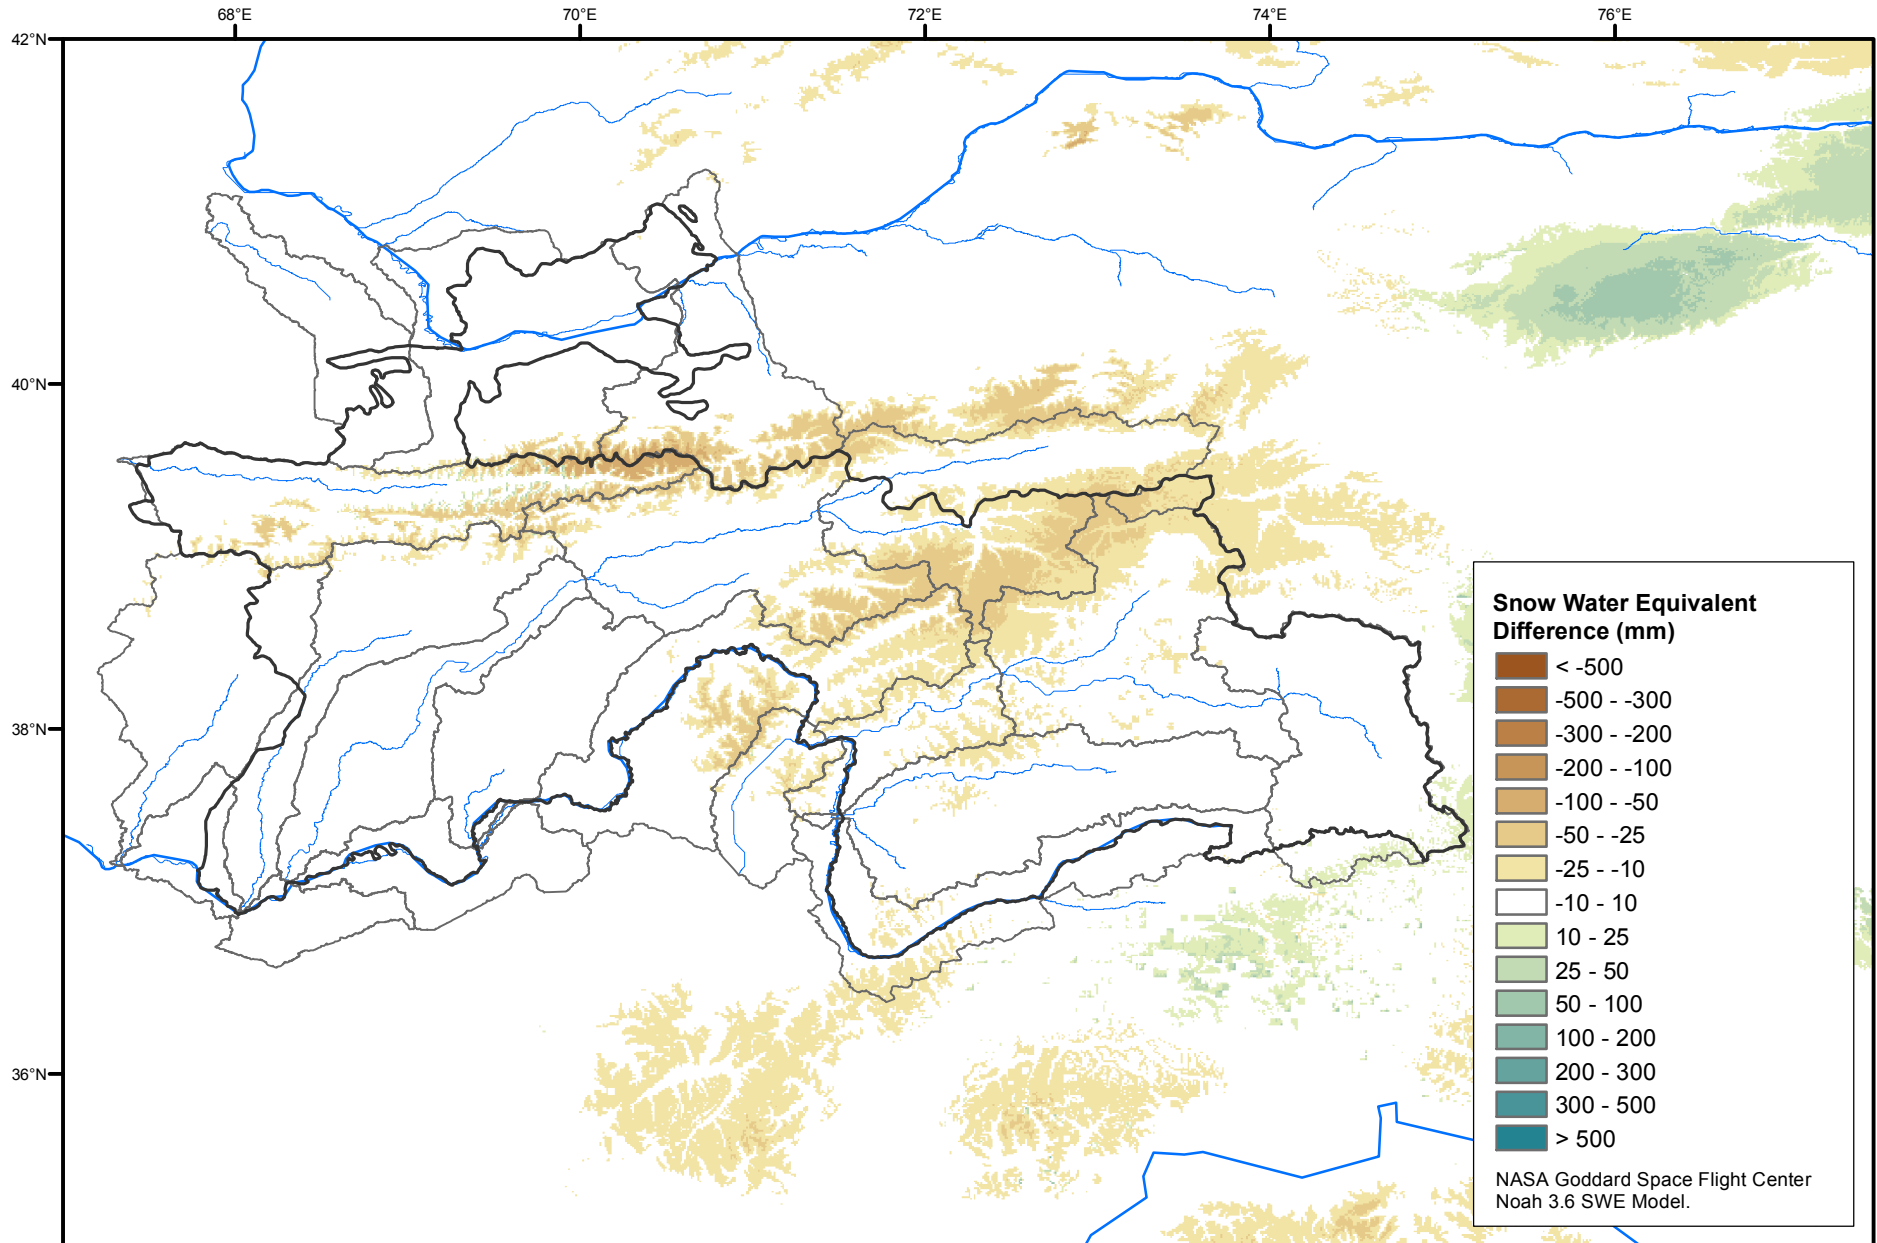 68°E 70°E 72°E 74°E 76°E
42°N
40°N
38°N
36°N
Snow Water Equivalent
Difference (mm)
< -500
-500 - -300
-300 - -200
-200 - -100
-100 - -50
-50 - -25
-25 - -10
-10 - 10
10 - 25
25 - 50
50 - 100
100 - 200
200 - 300
300 - 500
> 500
NASA Goddard Space Flight Center
Noah 3.6 SWE Model.